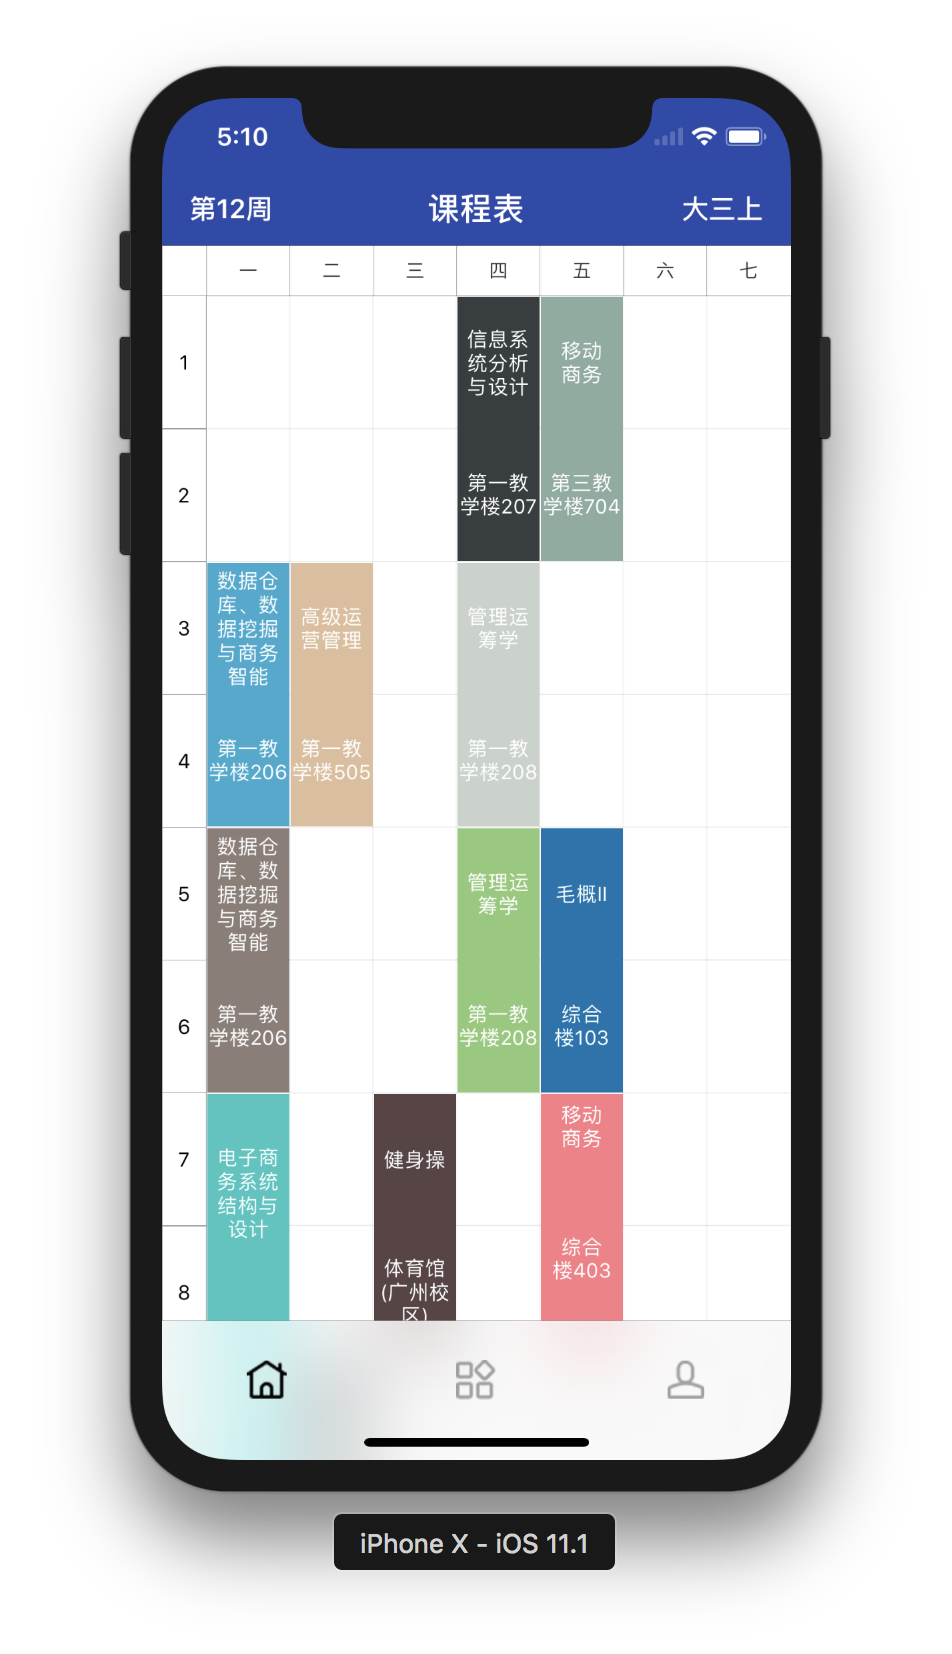 5:10
第12周
课程表
大三上
一
二
三
四
五
六
七
1
信息系
统分析
与设计
移动
商务
2
第一教
学楼207
第三教
学楼704
3
数据仓
库、数
据挖掘
与商务
智能
高级运
营管理
管理运
筹学
4
第一教
学楼206
第一教
学楼505
第一教
学楼208
5
数据仓
库、数
据挖掘
与商务
智能
管理运
筹学
毛概II
6
第一教
学楼206
第一教
学楼208
综合
楼103
7
电子商
务系统
结构与
设计
健身操
移动
商务
8
体育馆
(广州校
区)
综合
楼403
iPhone X - iOS 11.1